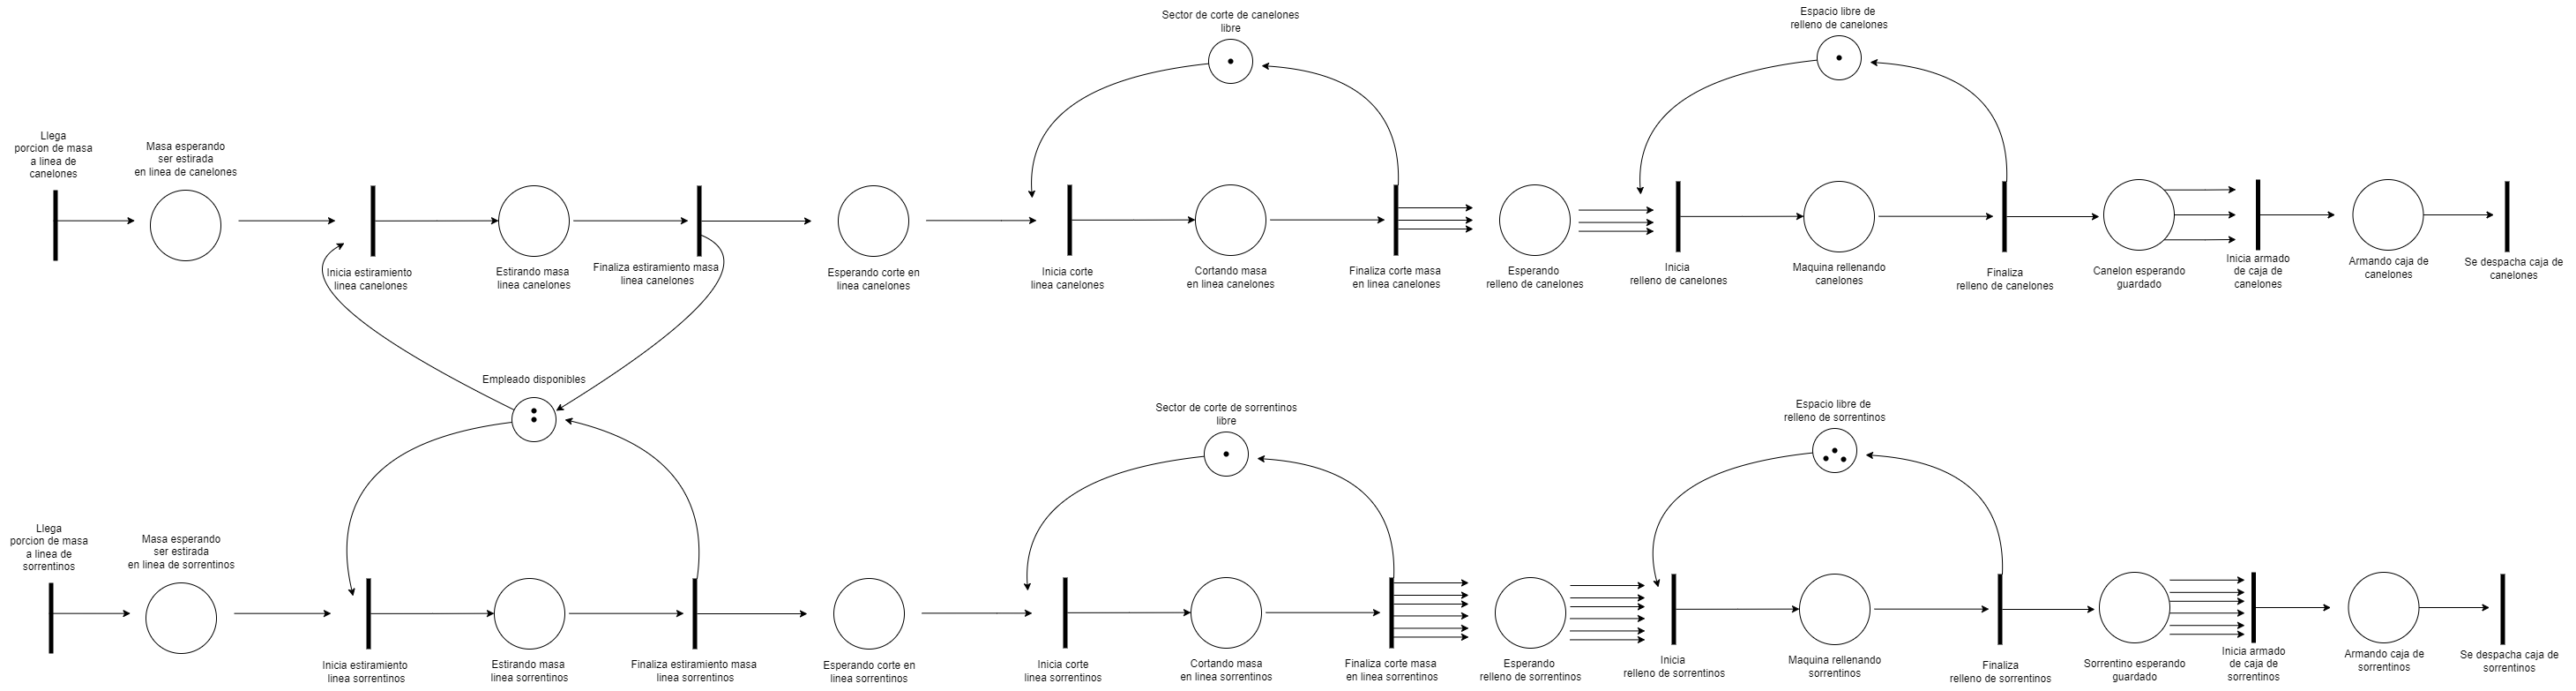 Sector de corte de canelones
libre
Espacio libre de
relleno de canelones
Llega
porcion de masa
a linea de
canelones
Masa esperando
ser estirada
en linea de canelones
Inicia estiramiento
linea canelones
Estirando masa
linea canelones
Finaliza estiramiento masa
linea canelones
Esperando corte en
linea canelones
Inicia corte
linea canelones
Cortando masa
en linea canelones
Finaliza corte masa
en linea canelones
Esperando
relleno de canelones
Inicia
relleno de canelones
Maquina rellenando
canelones
Finaliza
relleno de canelones
Canelon esperando
guardado
Inicia armado
de caja de
canelones
Armando caja de
canelones
Se despacha caja de
canelones
Empleado disponibles
Sector de corte de sorrentinos
libre
Espacio libre de
relleno de sorrentinos
Llega
porcion de masa
a linea de
sorrentinos
Masa esperando
ser estirada
en linea de sorrentinos
Inicia estiramiento
linea sorrentinos
Estirando masa
linea sorrentinos
Finaliza estiramiento masa
linea sorrentinos
Esperando corte en
linea sorrentinos
Inicia corte
linea sorrentinos
Cortando masa
en linea sorrentinos
Finaliza corte masa
en linea sorrentinos
Esperando
relleno de sorrentinos
Inicia
relleno de sorrentinos
Maquina rellenando
sorrentinos
Finaliza
relleno de sorrentinos
Sorrentino esperando
guardado
Inicia armado
de caja de
sorrentinos
Armando caja de
sorrentinos
Se despacha caja de
sorrentinos